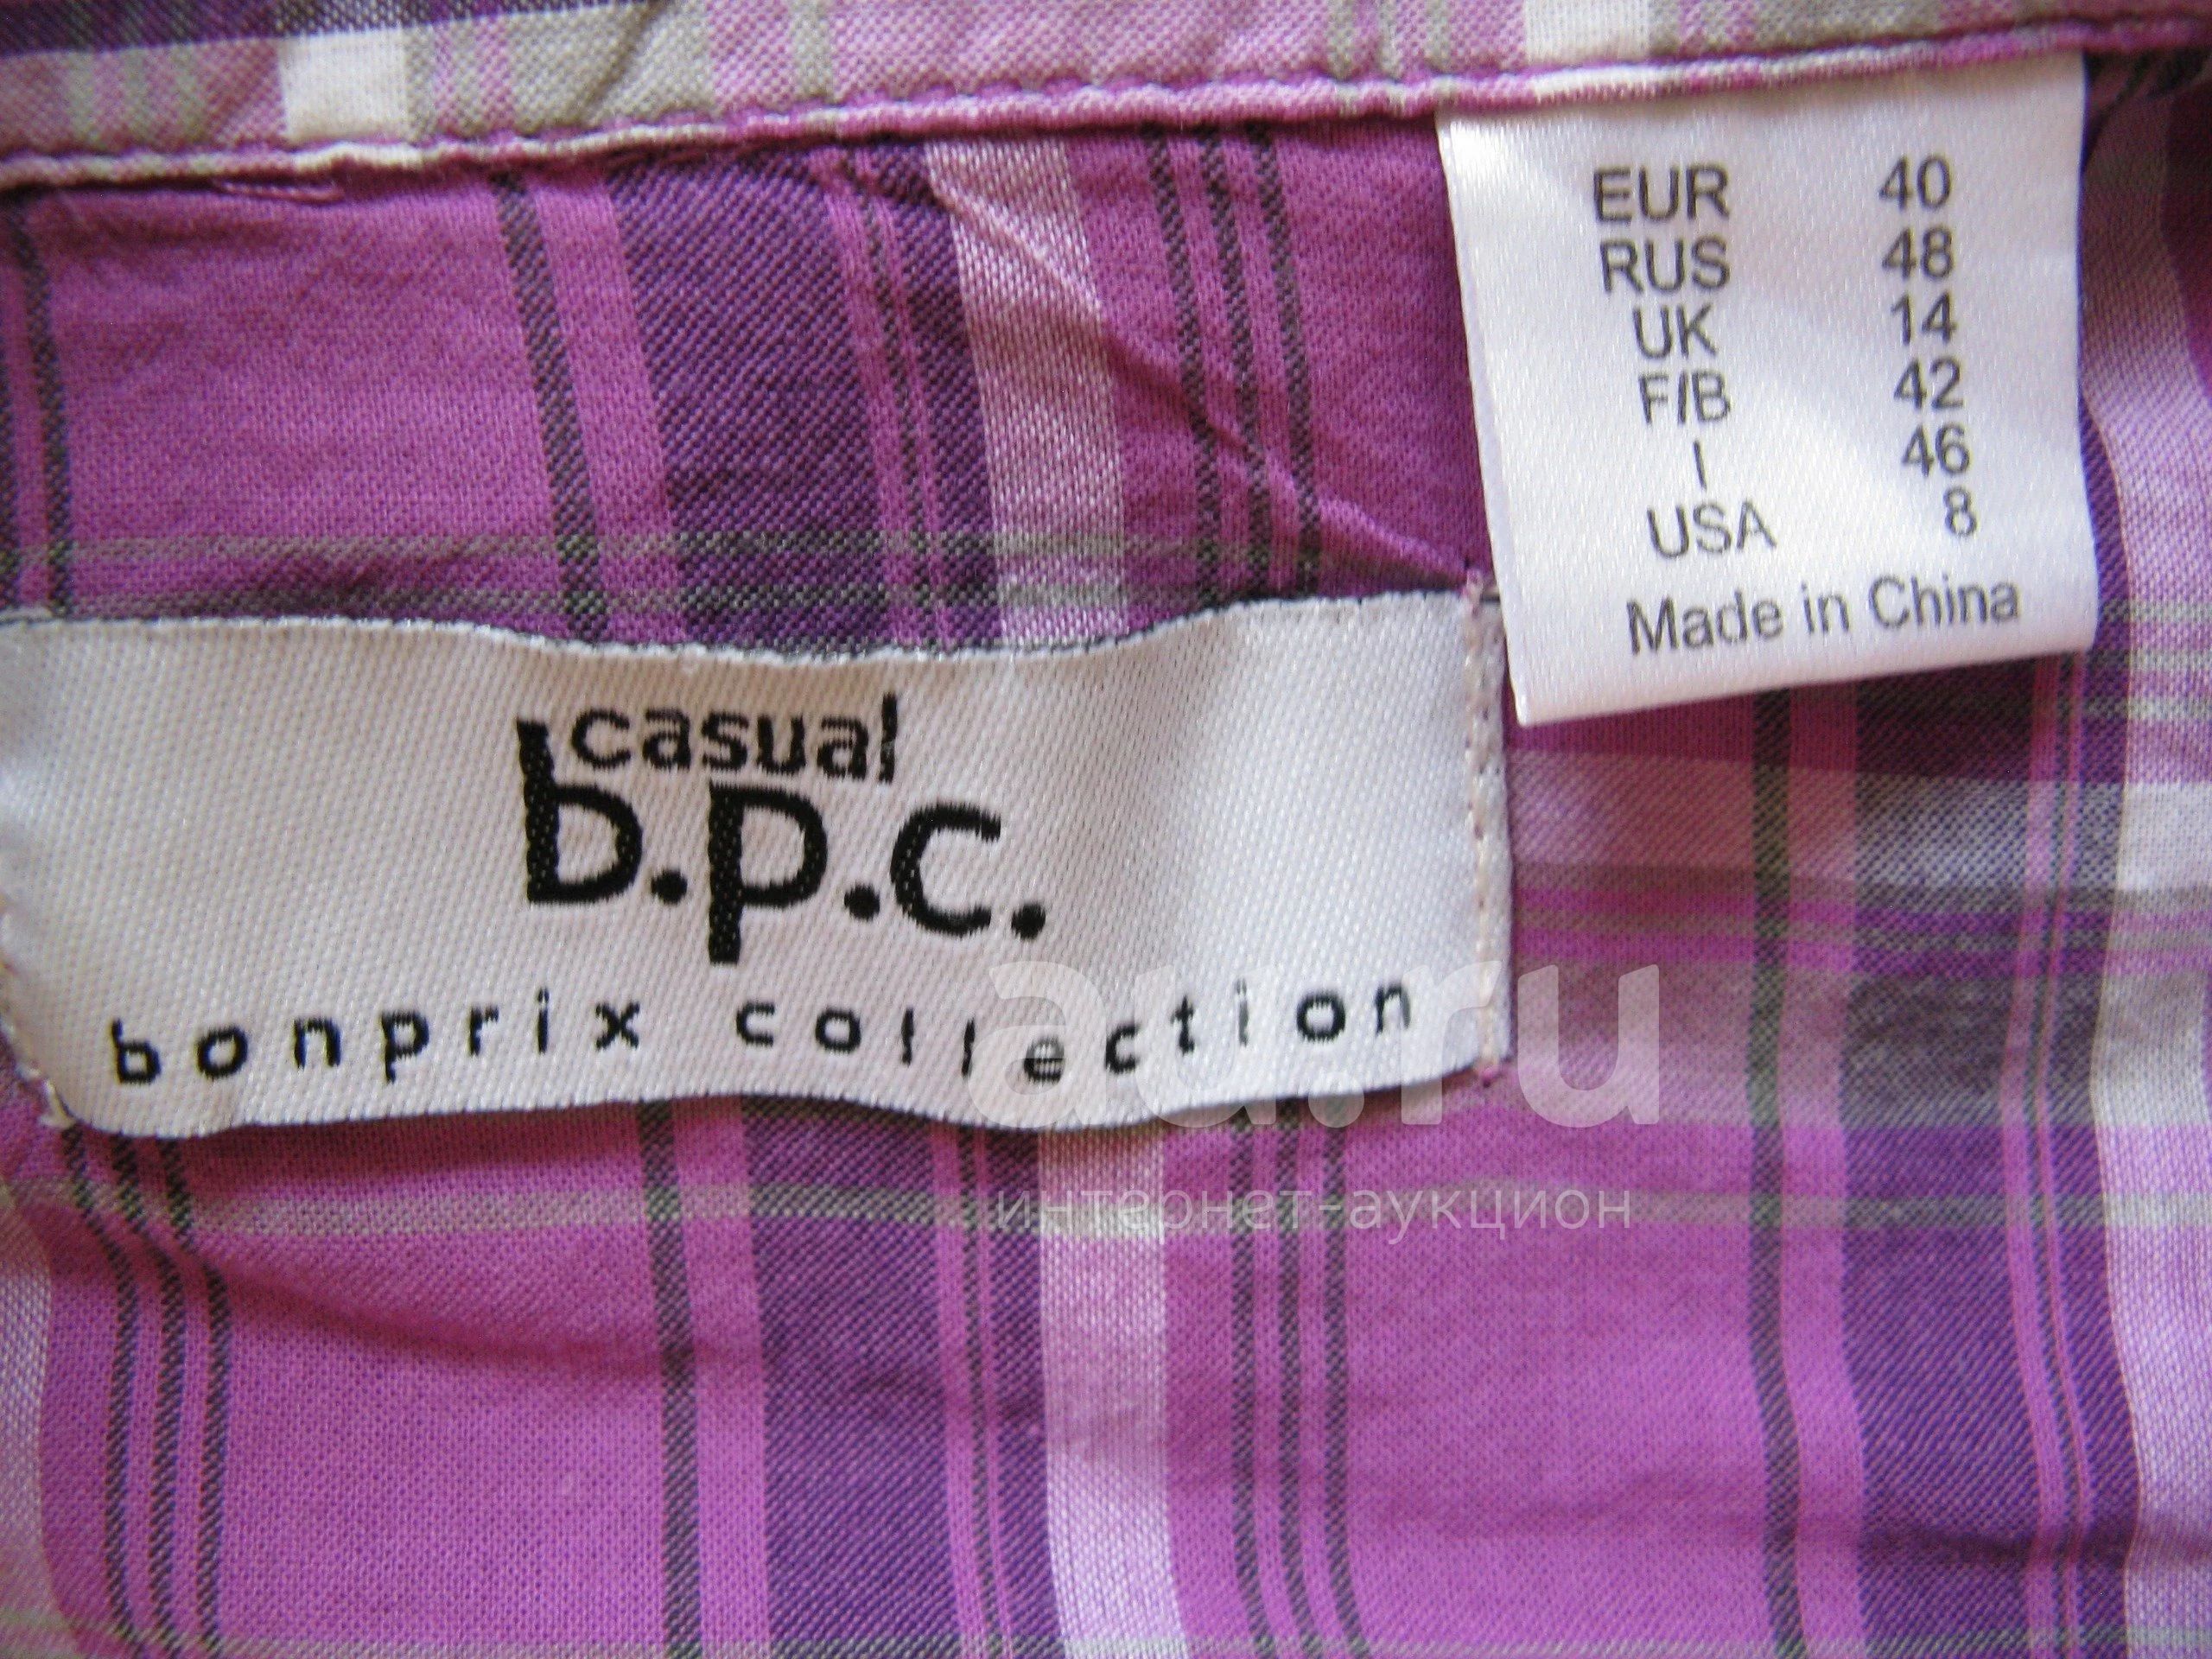 EUR 40
RUS 48
UK 14
F/B 42
I 46
USA 8
Made in China
casual
b.p.c.
bonprix collection
au.ru
интернет-аукцион